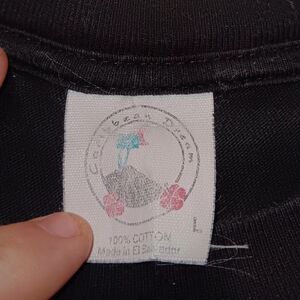 Caribbean Dream
L
100% COTTON
Made in El Salvador